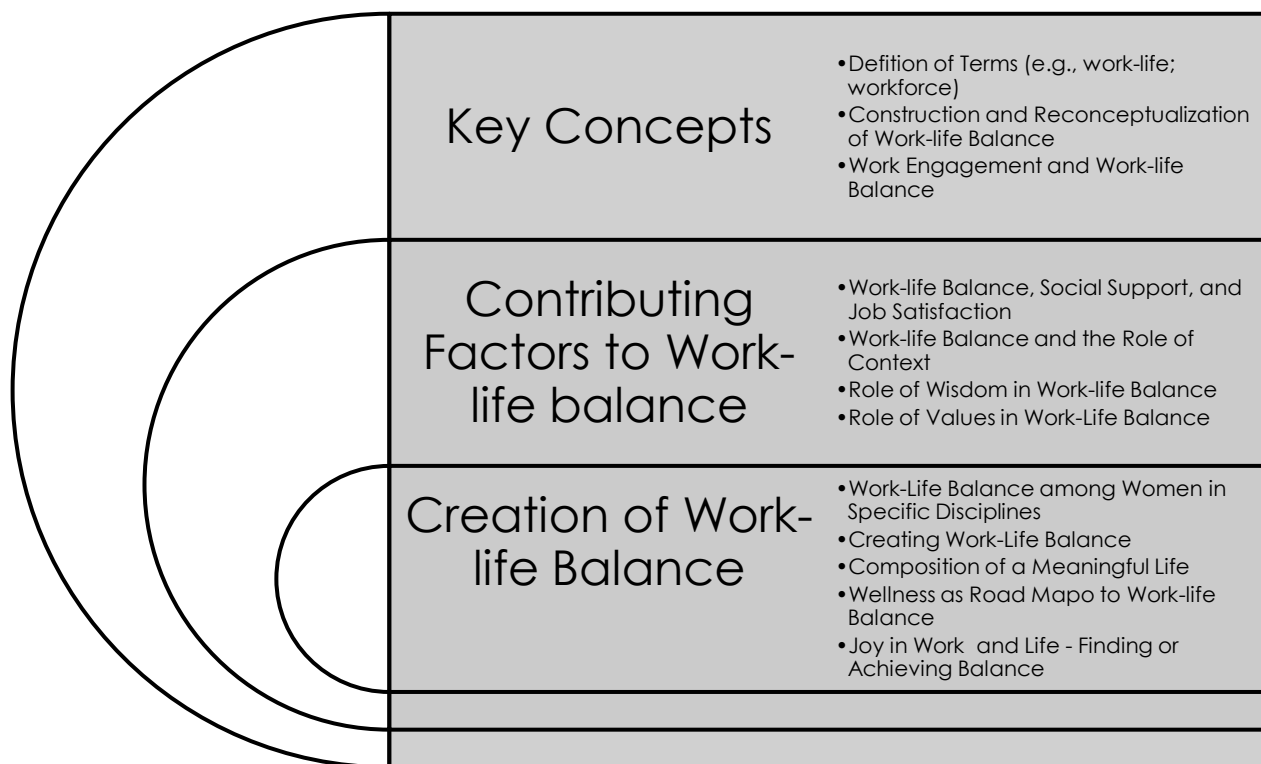 Key Concepts
•Defition of Terms (e.g., work-life;
workforce)
•Construction and Reconceptualization
of Work-life Balance
•Work Engagement and Work-life
Balance
Contributing
Factors to Work-
life balance
•Work-life Balance, Social Support, and
Job Satisfaction
•Work-life Balance and the Role of
Context
•Role of Wisdom in Work-life Balance
•Role of Values in Work-Life Balance
Creation of Work-
life Balance
•Work-Life Balance among Women in
Specific Disciplines
•Creating Work-Life Balance
•Composition of a Meaningful Life
•Wellness as Road Mapo to Work-life
Balance
•Joy in Work and Life - Finding or
Achieving Balance